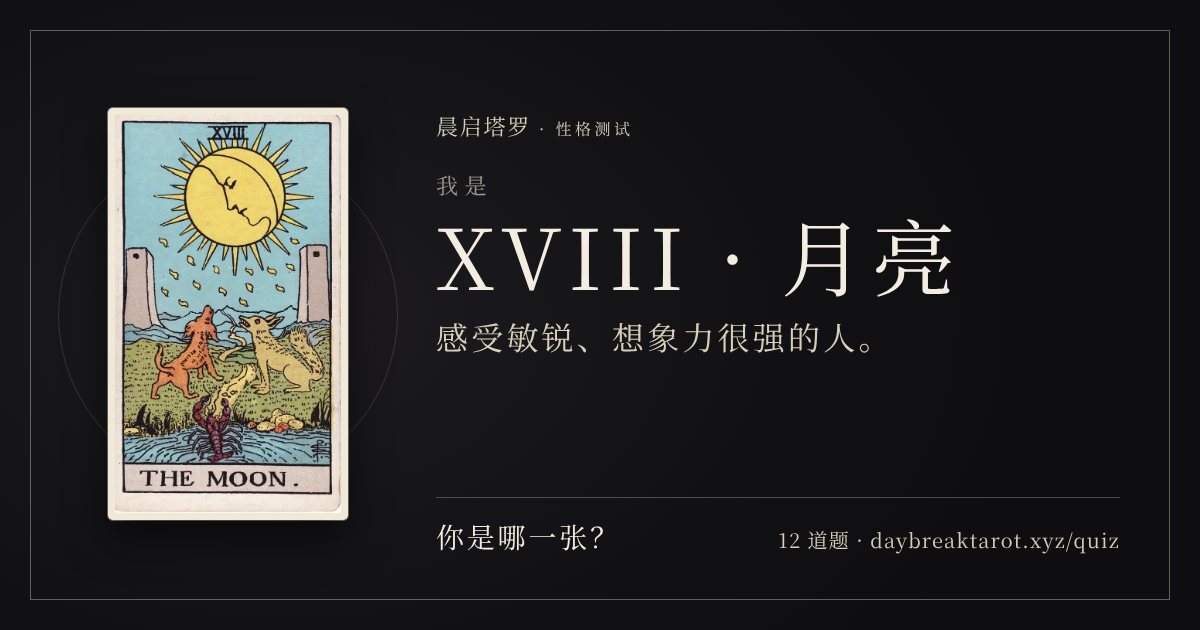 XVIII
THE MOON.
晨启塔罗 · 性格测试
我是
XVIII · 月亮
感受敏锐、想象力很强的人。
你是哪一张？
12 道题 · daybreaktarot.xyz/quiz